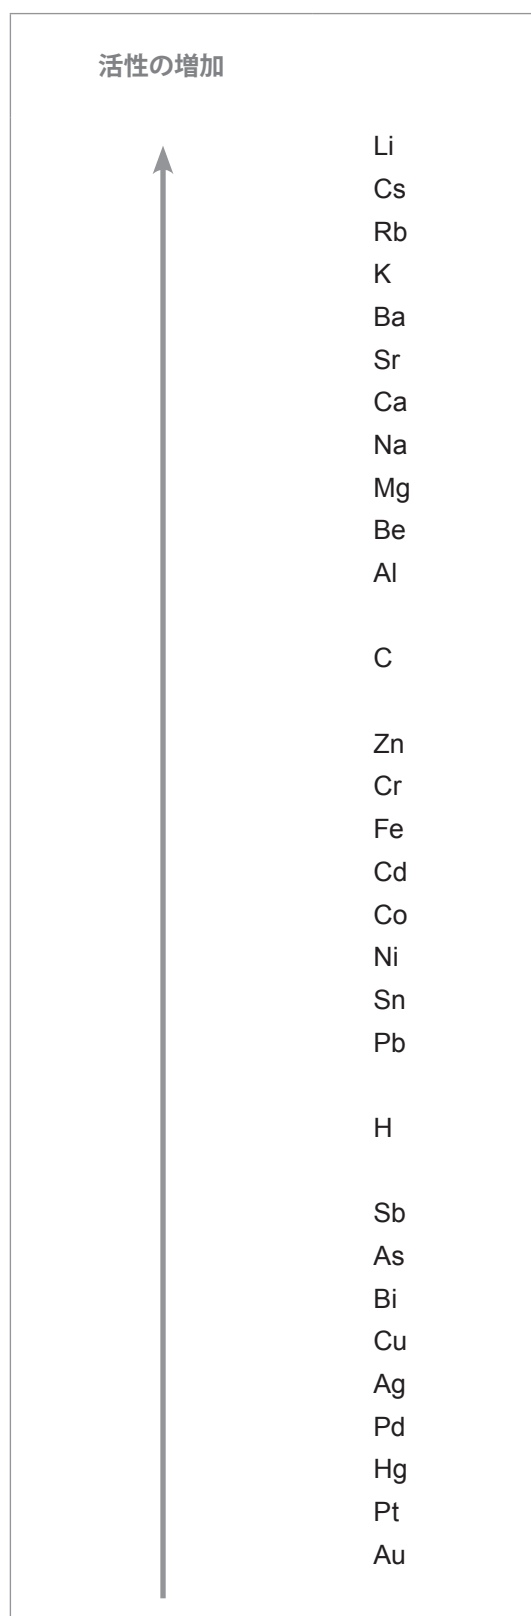 活性の増加
Li
Cs
Rb
K
Ba
Sr
Ca
Na
Mg
Be
Al
C
Zn
Cr
Fe
Cd
Co
Ni
Sn
Pb
H
Sb
As
Bi
Cu
Ag
Pd
Hg
Pt
Au